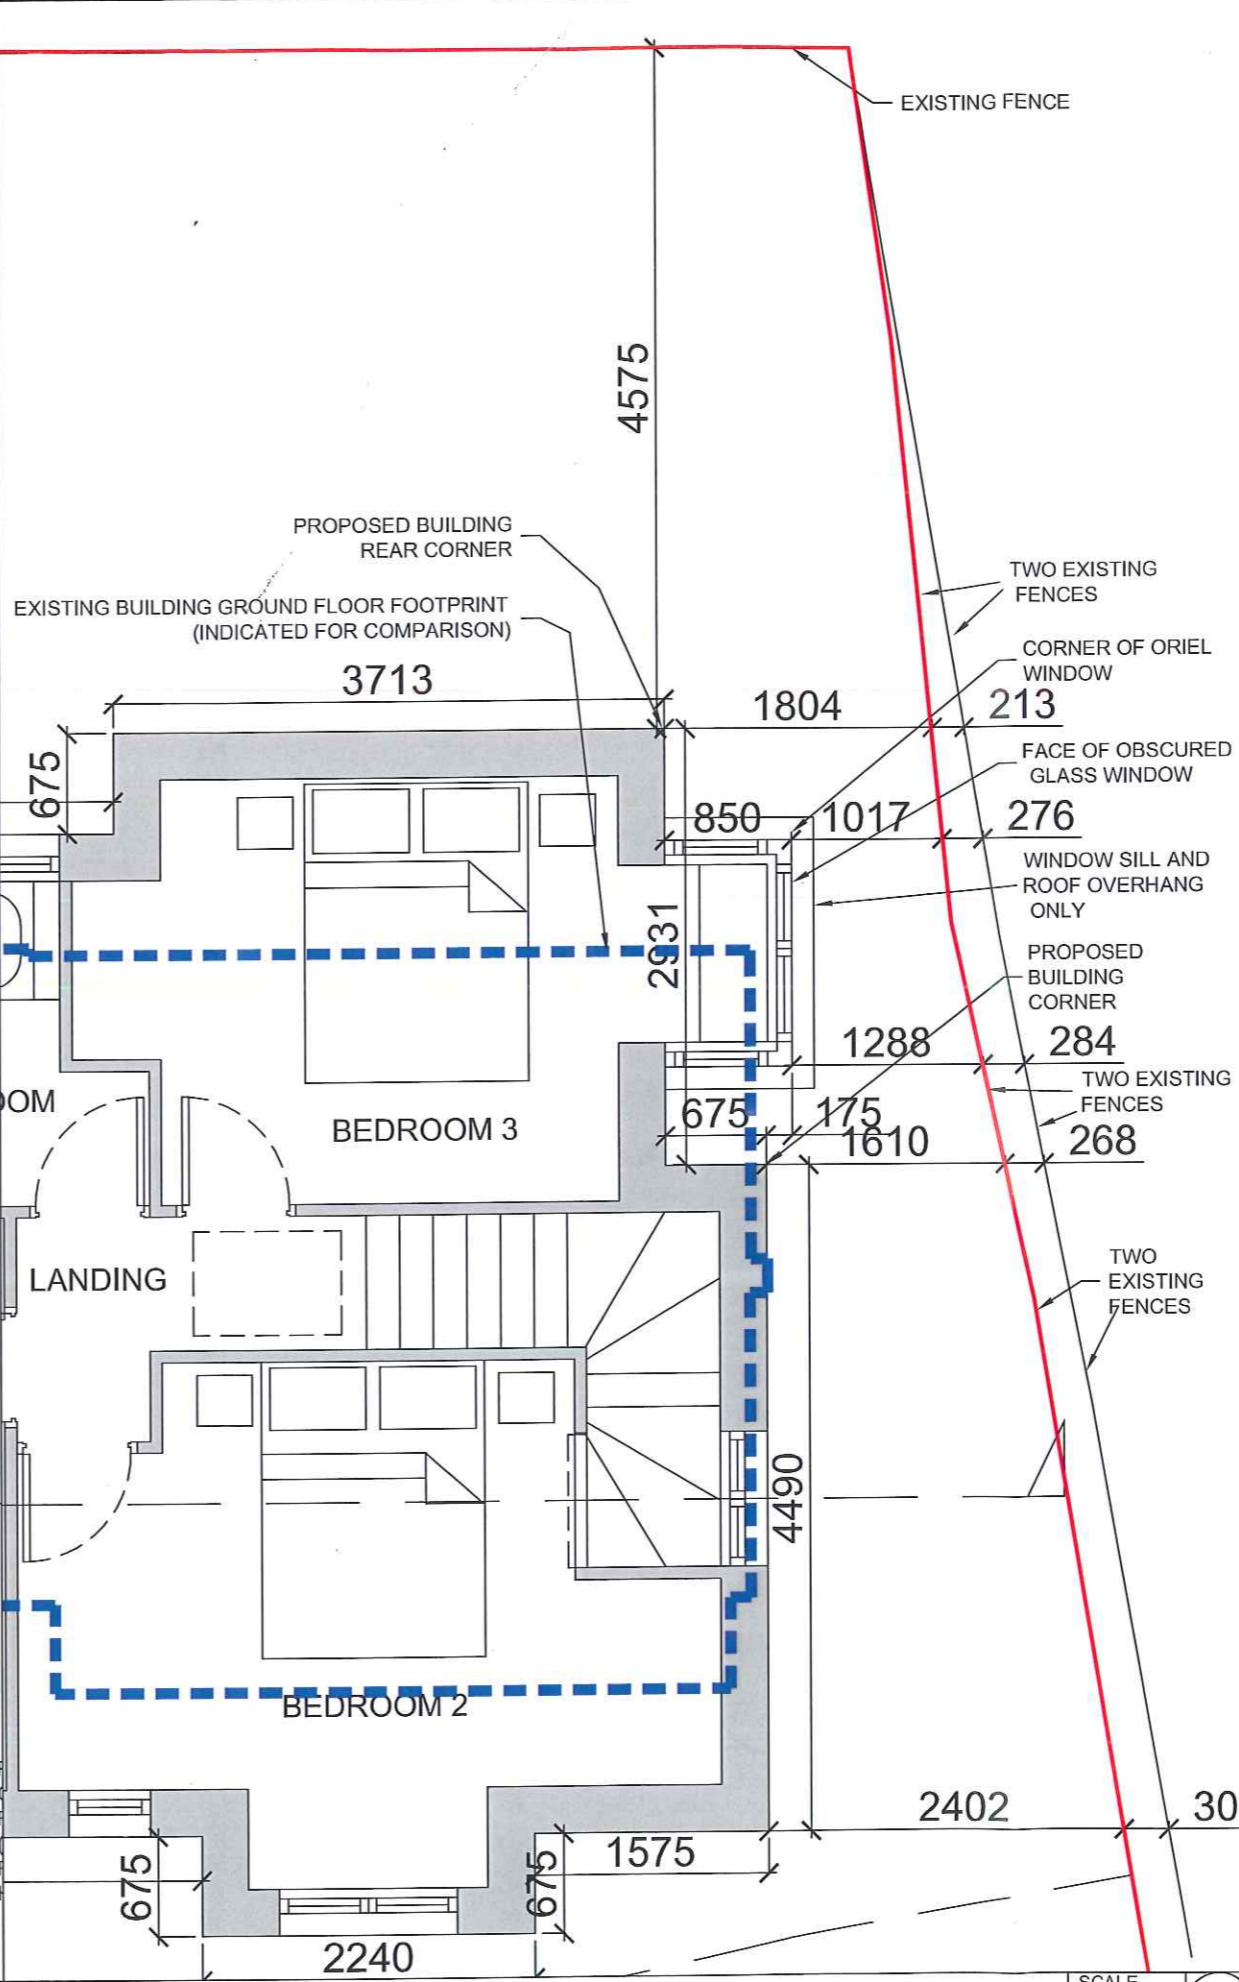 EXISTING FENCE
4575
PROPOSED BUILDING
REAR CORNER
TWO EXISTING
FENCES
EXISTING BUILDING GROUND FLOOR FOOTPRINT
(INDICATED FOR COMPARISON)
CORNER OF ORIEL
WINDOW
3713
1804
213
675
FACE OF OBSCURED
GLASS WINDOW
850
1017
276
WINDOW SILL AND
ROOF OVERHANG
ONLY
2931
PROPOSED
BUILDING
CORNER
1288
284
TWO EXISTING
FENCES
OOM
BEDROOM 3
675
175
1610
268
LANDING
TWO
EXISTING
FENCES
4490
BEDROOM 2
2402
30
675
675
1575
2240
SCALE